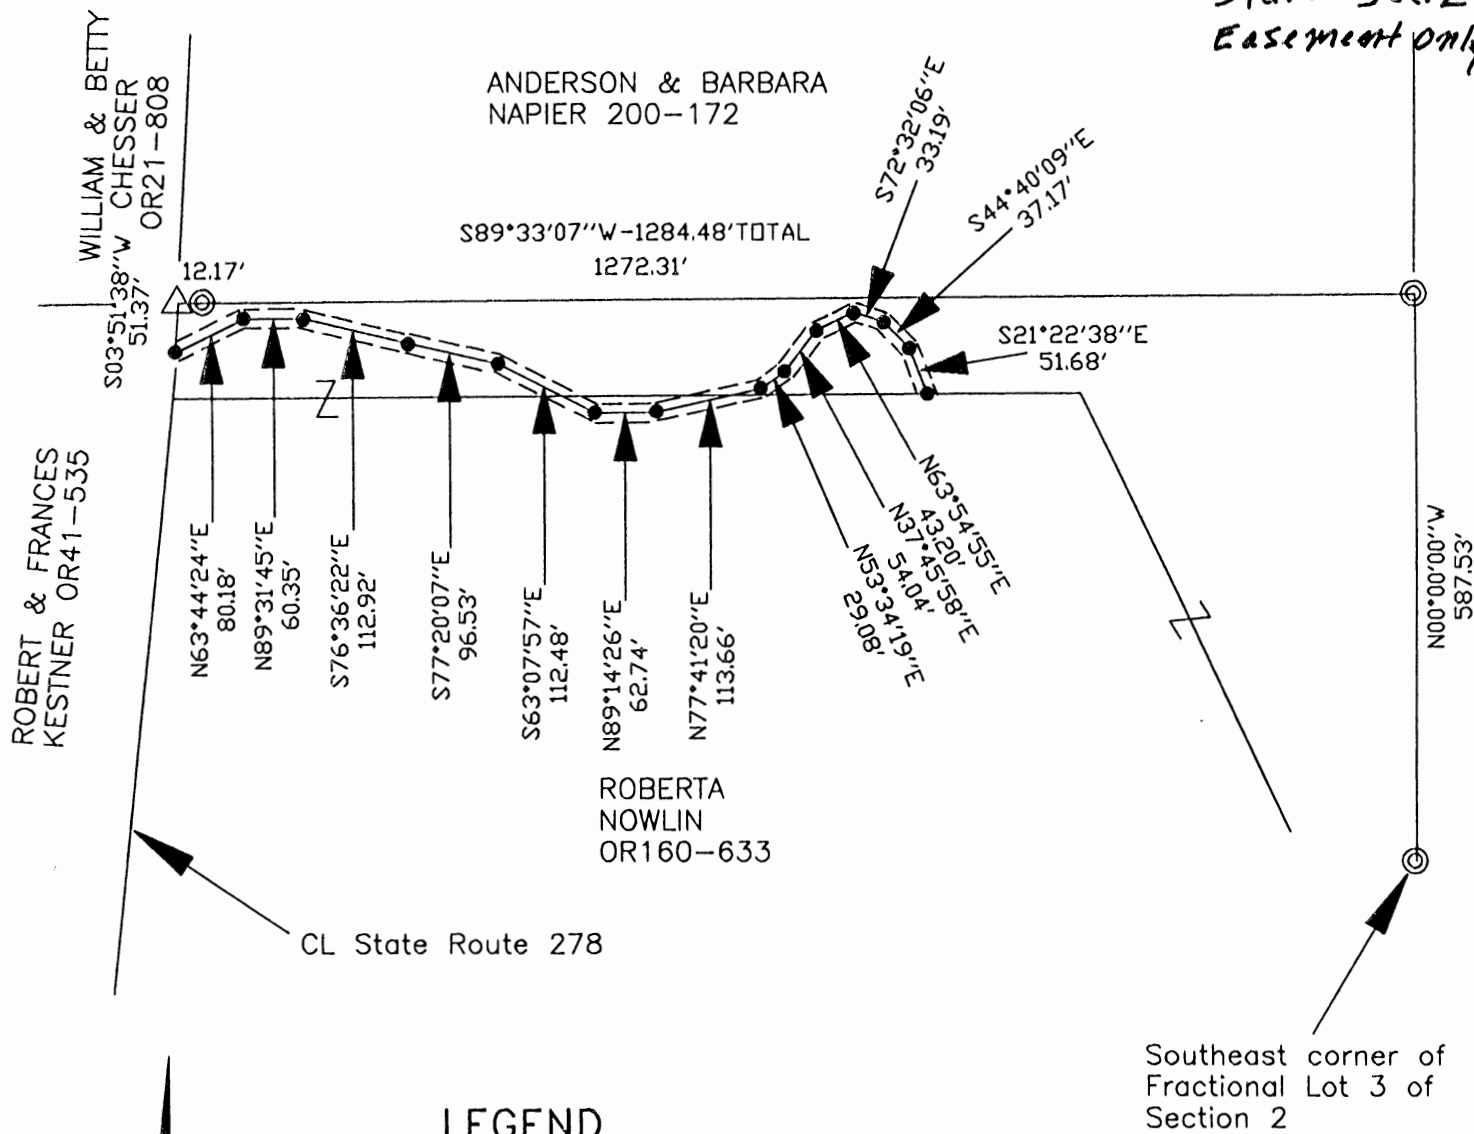 Easement Only
WILLIAM & BETTY
CHESSER
OR21-808
S03°51'38"W
51.37'
ANDERSON & BARBARA
NAPIER 200-172
S89°33'07"W-1284.48'TOTAL
1272.31'
12.17'
S72°32'06"E
33.19'
S44°40'09"E
37.17'
S21°22'38"E
51.68'
ROBERT & FRANCES
KESTNER OR41-535
N63°44'24"E
80.18'
N89°31'45"E
60.35'
S76°36'22"E
112.92'
S77°20'07"E
96.53'
S63°07'57"E
112.48'
N89°14'26"E
62.74'
N77°41'20"E
113.66'
N53°34'19"E
29.08'
N37°45'58"E
54.04'
N63°54'55"E
43.20'
N00°00'00"W
587.53'
ROBERTA
NOWLIN
OR160-633
CL State Route 278
Southeast corner of
Fractional Lot 3 of
Section 2
LEGEND